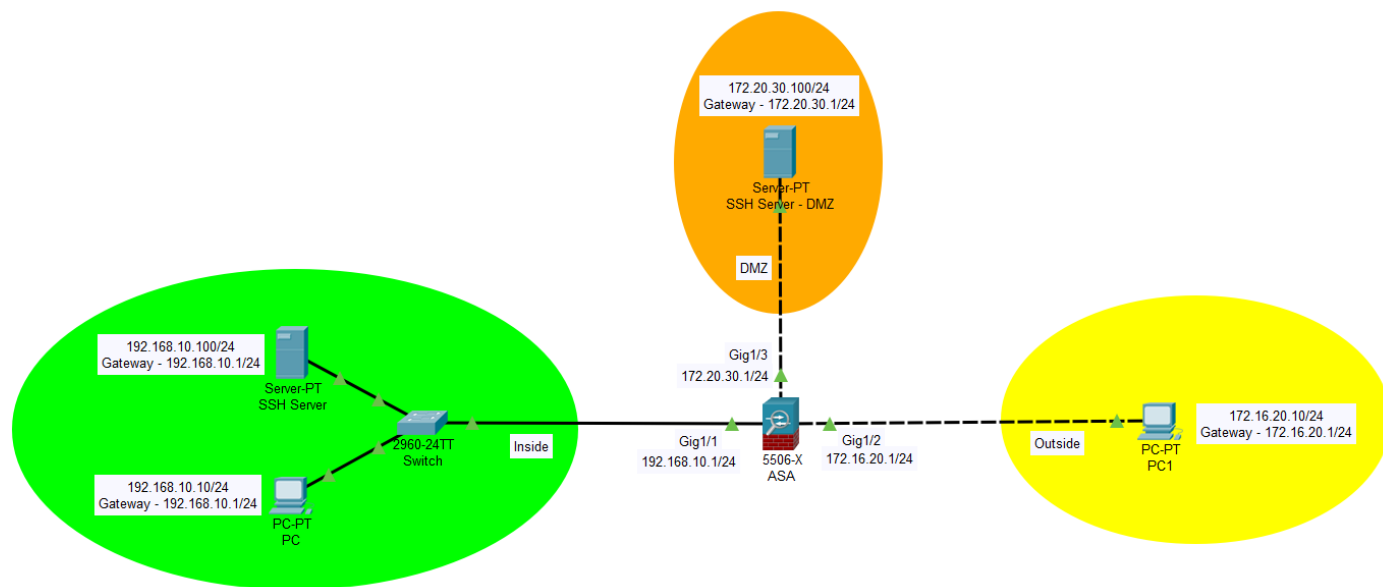 172.20.30.100/24
Gateway - 172.20.30.1/24
Server-PT
SSH Server - DMZ
DMZ
Gig1/3
172.20.30.1/24
192.168.10.100/24
Gateway - 192.168.10.1/24
Server-PT
SSH Server
2960-24TT
Switch
Inside
192.168.10.10/24
Gateway - 192.168.10.1/24
PC-PT
PC
Gig1/1
192.168.10.1/24
5506-X
ASA
Gig1/2
172.16.20.1/24
Outside
PC-PT
PC1
172.16.20.10/24
Gateway - 172.16.20.1/24